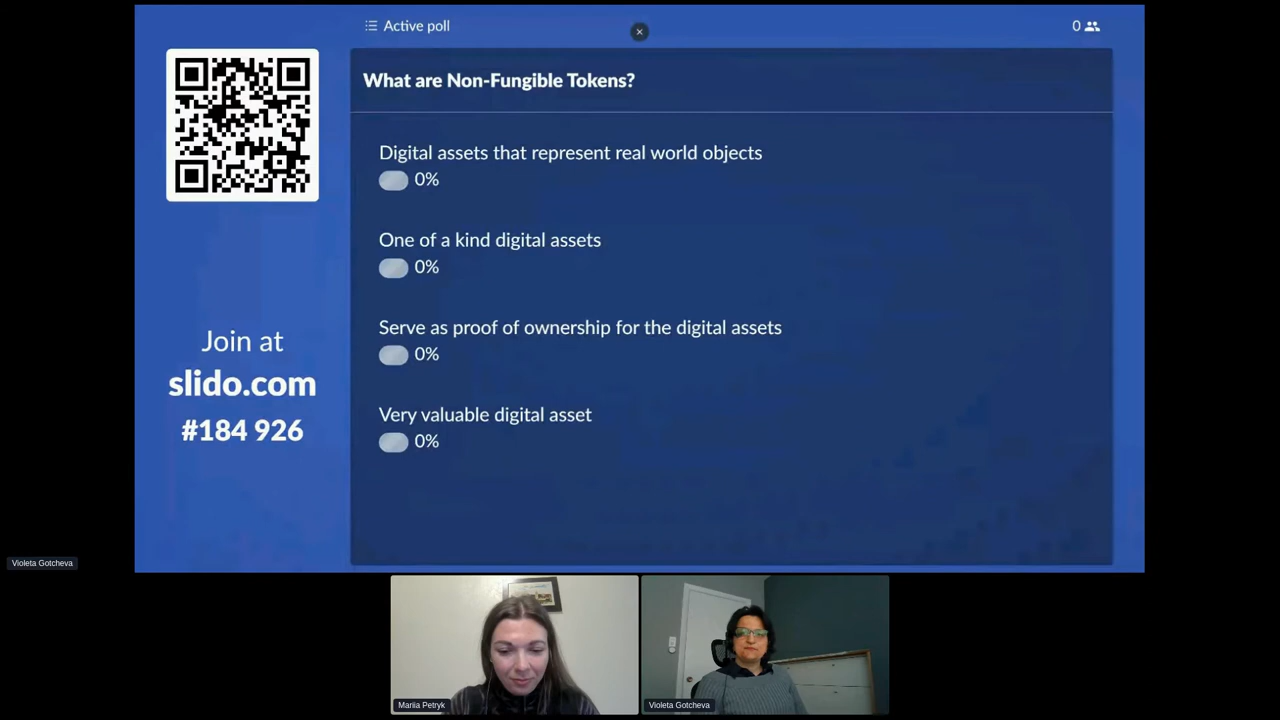 Active poll
0
What are Non-Fungible Tokens?
Digital assets that represent real world objects
0%
One of a kind digital assets
0%
Serve as proof of ownership for the digital assets
0%
Very valuable digital asset
0%
Join at
slido.com
#184 926
Violeta Gotcheva
Mariia Petryk
Violeta Gotcheva